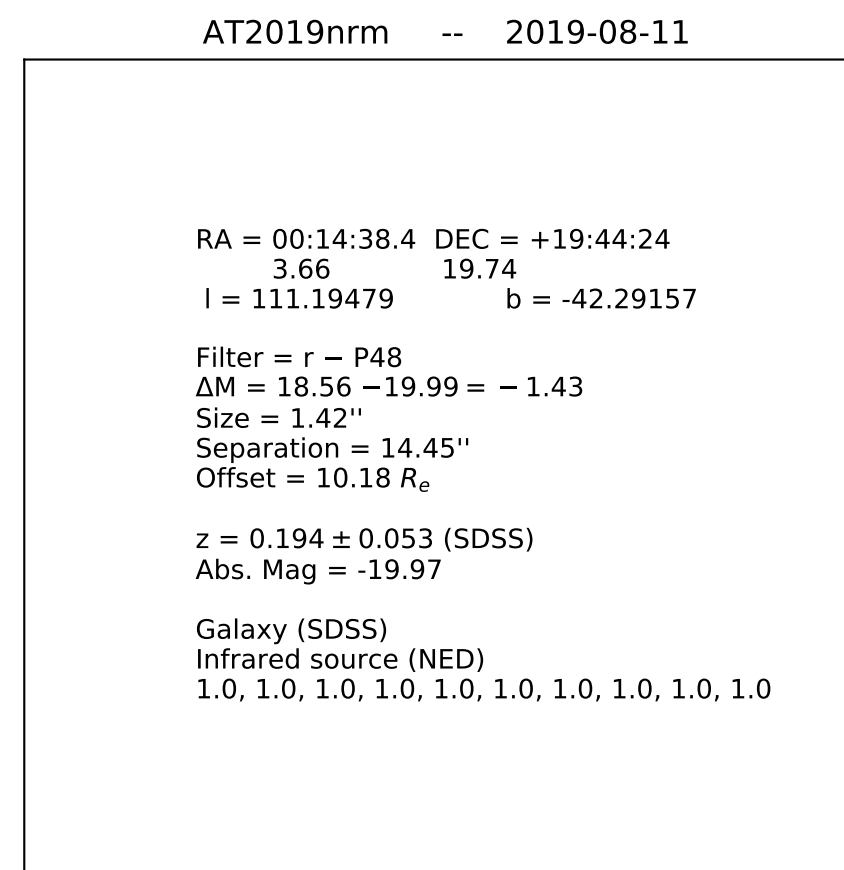 AT2019nrm -- 2019-08-11
RA = 00:14:38.4 DEC = +19:44:24
3.66 19.74
l = 111.19479 b = -42.29157
Filter = r − P48
ΔM = 18.56 −19.99 = − 1.43
Size = 1.42''
Separation = 14.45''
Offset = 10.18 Re
z = 0.194 ± 0.053 (SDSS)
Abs. Mag = -19.97
Galaxy (SDSS)
Infrared source (NED)
1.0, 1.0, 1.0, 1.0, 1.0, 1.0, 1.0, 1.0, 1.0, 1.0